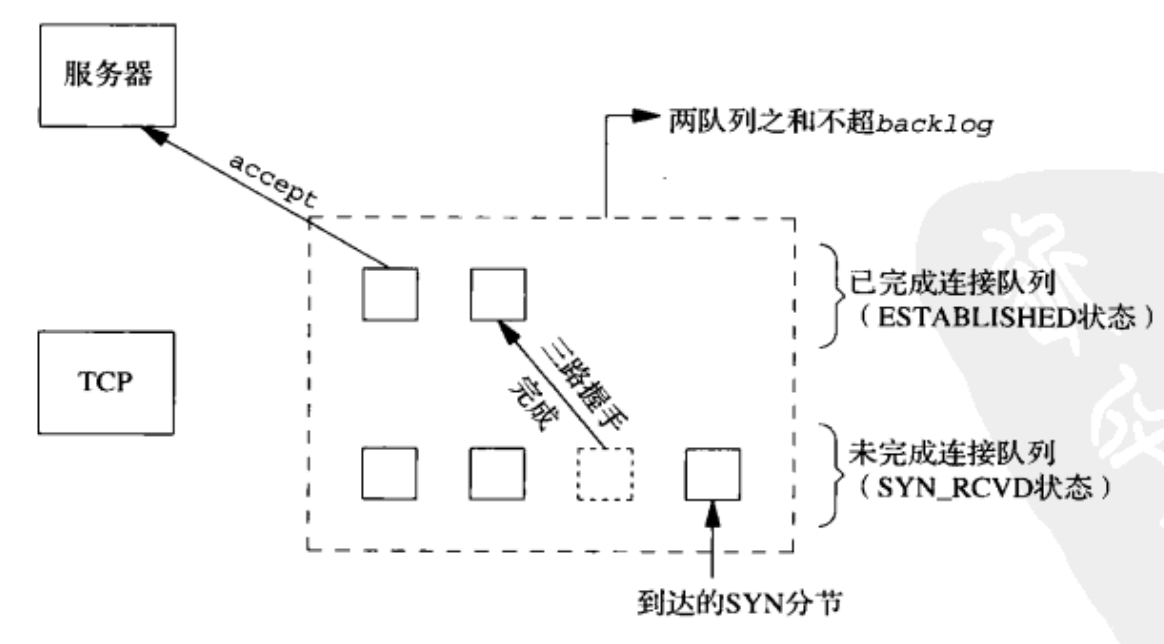 服务器
两队列之和不超backlog
accept
已完成连接队列
（ESTABLISHED状态）
三路握手
完成
TCP
未完成连接队列
（SYN_RCVD状态）
到达的SYN分节